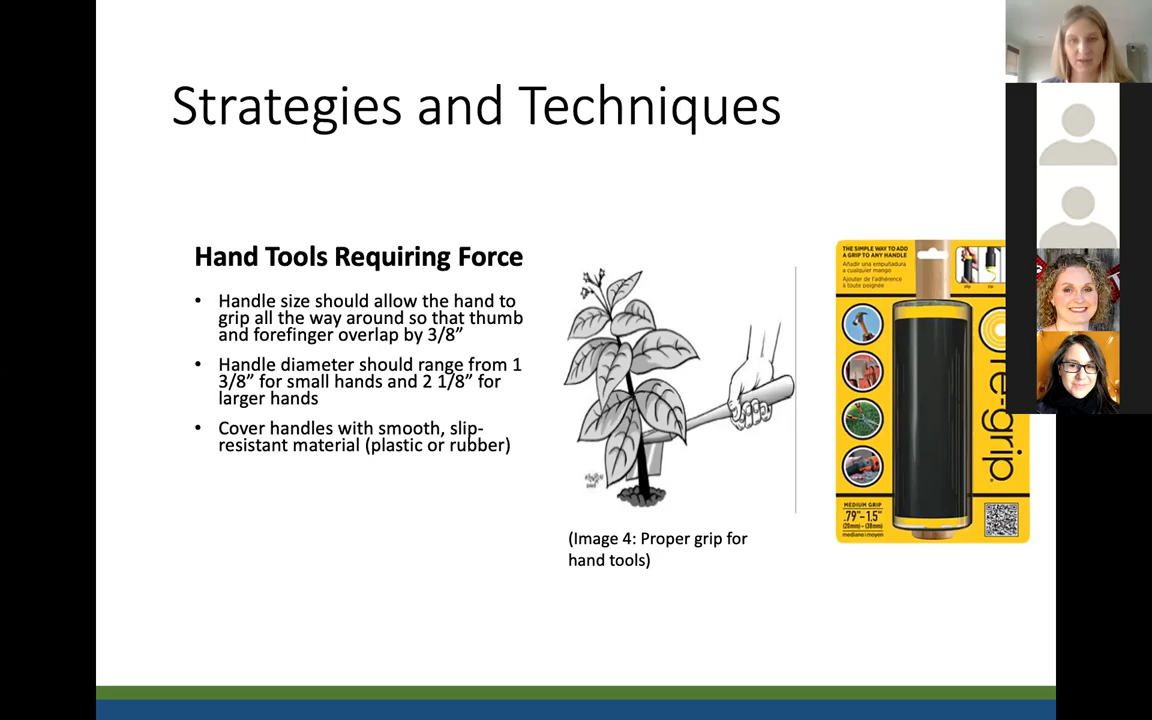 Strategies and Techniques
Hand Tools Requiring Force
• Handle size should allow the hand to
grip all the way around so that thumb
and forefinger overlap by 3/8”
• Handle diameter should range from 1
3/8” for small hands and 2 1/8” for
larger hands
• Cover handles with smooth, slip-
resistant material (plastic or rubber)
(Image 4: Proper grip for
hand tools)
THE SIMPLE WAY TO ADD
A GRIP TO ANY HANDLE
Añadir una empuñadura
a cualquier mango
Ajouter de l'adhérence
à toute poignée
re-grip.
MEDIUM GRIP
.79"-1.5"
(20mm) - (38mm)
mediano | moyen